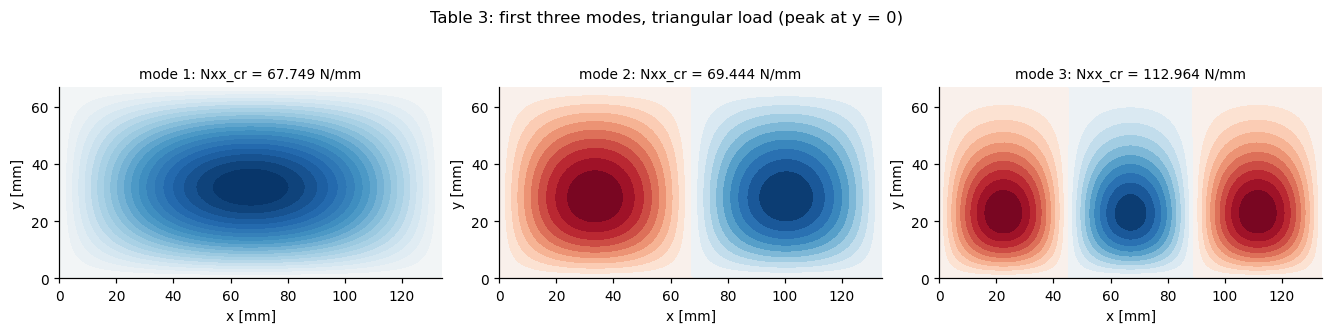 Table 3: first three modes, triangular load (peak at y = 0)
mode 1: Nxx_cr = 67.749 N/mm
mode 2: Nxx_cr = 69.444 N/mm
mode 3: Nxx_cr = 112.964 N/mm
y [mm]
60
40
20
0
0 20 40 60 80 100 120
x [mm]
y [mm]
60
40
20
0
0 20 40 60 80 100 120
x [mm]
y [mm]
60
40
20
0
0 20 40 60 80 100 120
x [mm]